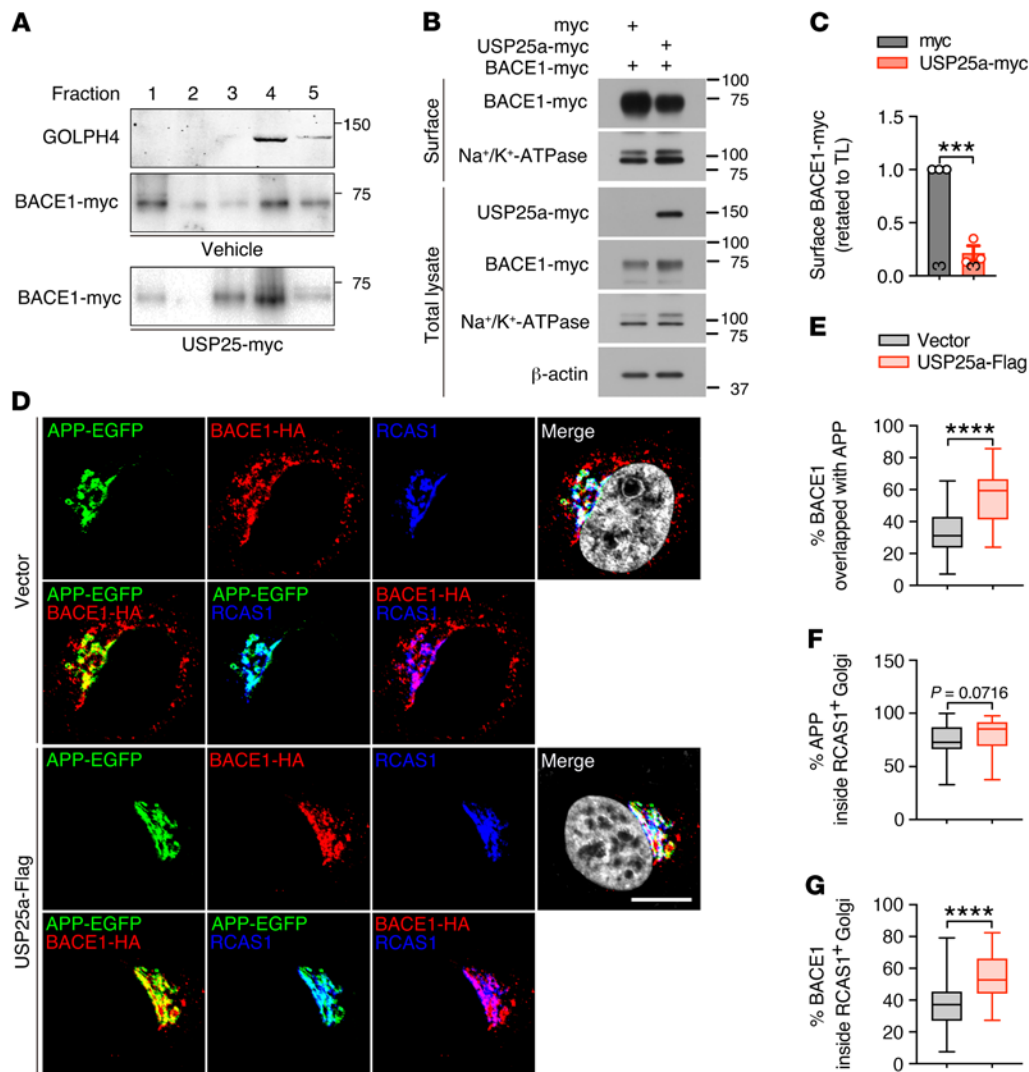 A
Fraction 1 2 3 4 5
GOLPH4
150
BACE1-myc
75
Vehicle
BACE1-myc
75
USP25-myc
B
myc +
USP25a-myc +
BACE1-myc + +
Surface
BACE1-myc
100
75
Na⁺/K⁺-ATPase
100
75
Total lysate
USP25a-myc
150
BACE1-myc
100
75
Na⁺/K⁺-ATPase
100
75
β-actin
37
C
myc
USP25a-myc
Surface BACE1-myc
(retated to TL)
1.5
1.0
0.5
0.0
***
3 3
D
Vector
APP-EGFP BACE1-HA RCAS1 Merge
APP-EGFP APP-EGFP BACE1-HA
BACE1-HA RCAS1 RCAS1
USP25a-Flag
APP-EGFP BACE1-HA RCAS1 Merge
APP-EGFP APP-EGFP BACE1-HA
BACE1-HA RCAS1 RCAS1
E
Vector
USP25a-Flag
% BACE1
overlapped with APP
100
80
60
40
20
0
****
F
% APP
inside RCAS1⁺ Golgi
150
100
50
0
P = 0.0716
G
% BACE1
inside RCAS1⁺ Golgi
100
80
60
40
20
0
****